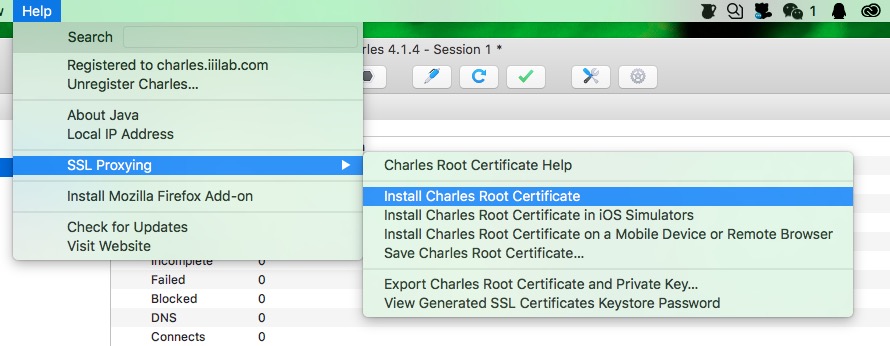 Help
1
Search
rles 4.1.4 - Session 1 *
Registered to charles.iiilab.com
Unregister Charles...
About Java
Local IP Address
SSL Proxying
Charles Root Certificate Help
Install Mozilla Firefox Add-on
Install Charles Root Certificate
Install Charles Root Certificate in iOS Simulators
Check for Updates
Install Charles Root Certificate on a Mobile Device or Remote Browser
Visit Website
Save Charles Root Certificate...
Incomplete 0
Failed 0
Export Charles Root Certificate and Private Key...
Blocked 0
View Generated SSL Certificates Keystore Password
DNS 0
Connects 0